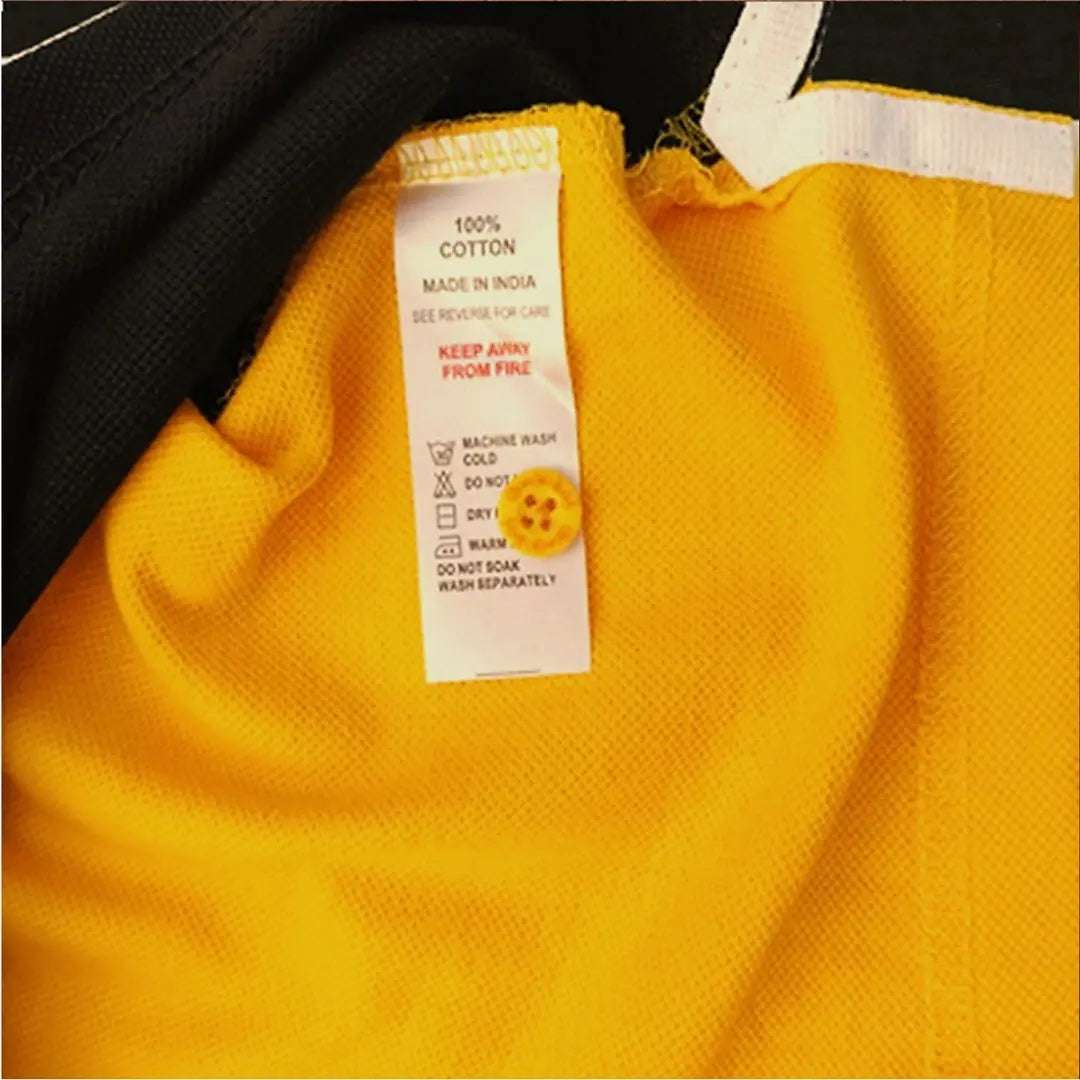 100%
COTTON
MADE IN INDIA
SEE REVERSE FOR CARE
KEEP AWAY
FROM FIRE
MACHINE WASH
COLD
DO NOT
DRY
WARM
DO NOT SOAK
WASH SEPARATELY